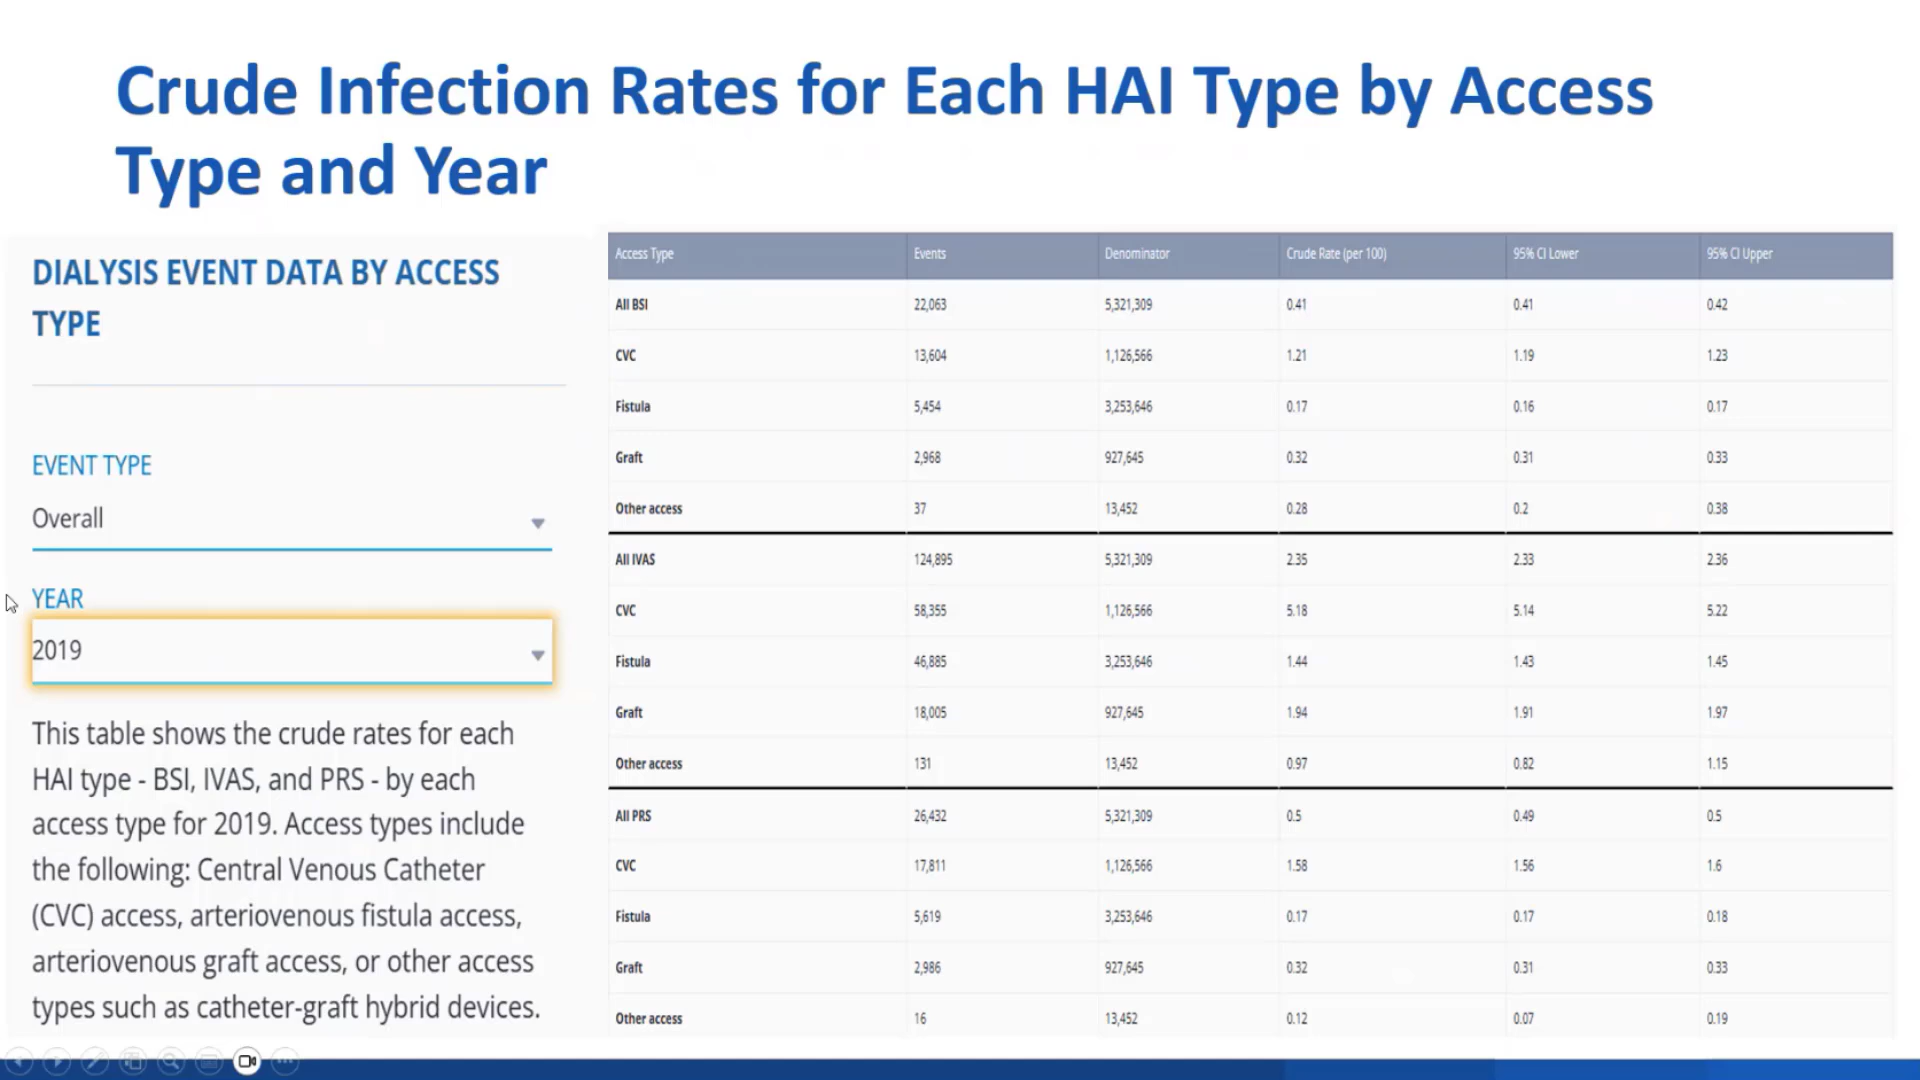 Crude Infection Rates for Each HAI Type by Access
Type and Year
DIALYSIS EVENT DATA BY ACCESS
TYPE
EVENT TYPE
Overall
YEAR
2019
This table shows the crude rates for each
HAI type - BSI, IVAS, and PRS - by each
access type for 2019. Access types include
the following: Central Venous Catheter
(CVC) access, arteriovenous fistula access,
arteriovenous graft access, or other access
types such as catheter-graft hybrid devices.
Access Type Events Denominator Crude Rate (per 100) 95% CI Lower 95% CI Upper
All BSI 22,063 5,321,309 0.41 0.41 0.42
CVC 13,604 1,126,566 1.21 1.19 1.23
Fistula 5,454 3,253,646 0.17 0.16 0.17
Graft 2,968 927,645 0.32 0.31 0.33
Other access 37 13,452 0.28 0.2 0.38
All IVAS 124,895 5,321,309 2.35 2.33 2.36
CVC 58,355 1,126,566 5.18 5.14 5.22
Fistula 46,885 3,253,646 1.44 1.43 1.45
Graft 18,005 927,645 1.94 1.91 1.97
Other access 131 13,452 0.97 0.82 1.15
All PRS 26,432 5,321,309 0.5 0.49 0.5
CVC 17,811 1,126,566 1.58 1.56 1.6
Fistula 5,619 3,253,646 0.17 0.17 0.18
Graft 2,986 927,645 0.32 0.31 0.33
Other access 16 13,452 0.12 0.07 0.19